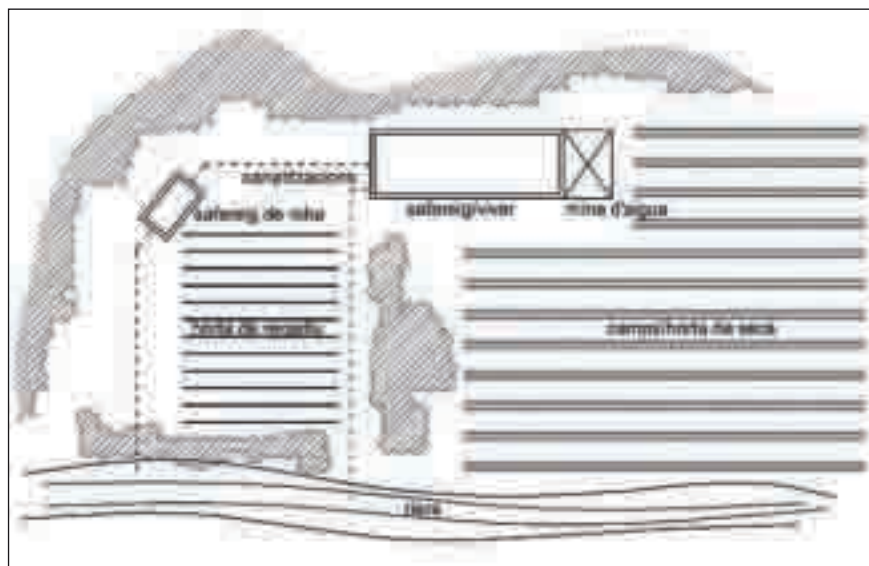 canalitzacions
safareig/viver
mina d'aigua
safareig de roba
horta de regadiu
camps/horta de secà
riera